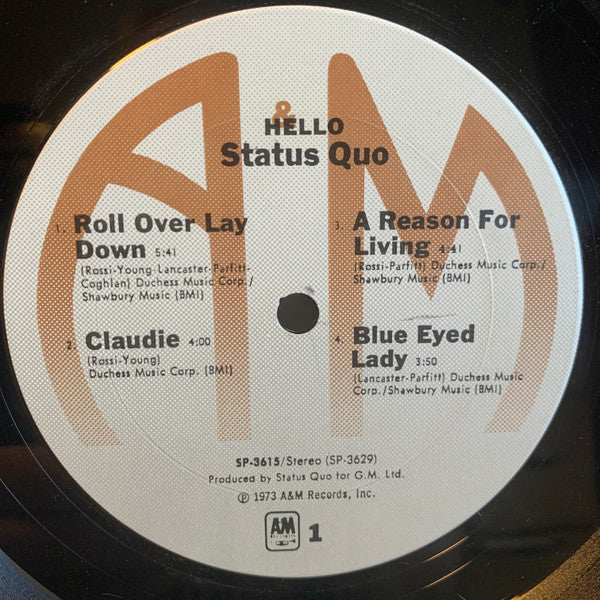 A&M
HELLO
Status Quo
1. Roll Over Lay
Down 5:41
(Rossi-Young-Lancaster-Parfitt-
Coghlan) Duchess Music Corp./
Shawbury Music (BMI)
2. Claudie 4:00
(Rossi-Young)
Duchess Music Corp. (BMI)
3. A Reason For
Living 4:41
(Rossi-Parfitt) Duchess Music Corp./
Shawbury Music (BMI)
4. Blue Eyed
Lady 3:50
(Lancaster-Parfitt) Duchess Music
Corp./Shawbury Music (BMI)
SP-3615/Stereo (SP-3629)
Produced by Status Quo for G.M. Ltd.
℗ 1973 A&M Records, Inc.
A&M
RECORDS
1